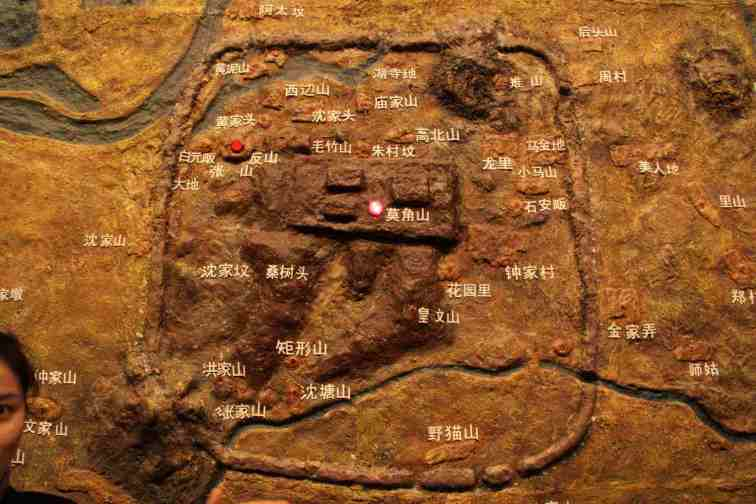 阿太坟
后头山
黄泥山
湖寺地
雉山
周村
西边山
庙家山
黄家头
沈家头
高北山
毛竹山
朱村坟
马金地
白元畈
反山
龙里
小马山
美人地
张山
大地
莫角山
石安畈
里山
沈家山
沈家坟
桑树头
钟家村
花园里
皇文山
金家弄
矩形山
洪家山
师姑
仲家山
沈塘山
张家山
文家山
野猫山
山